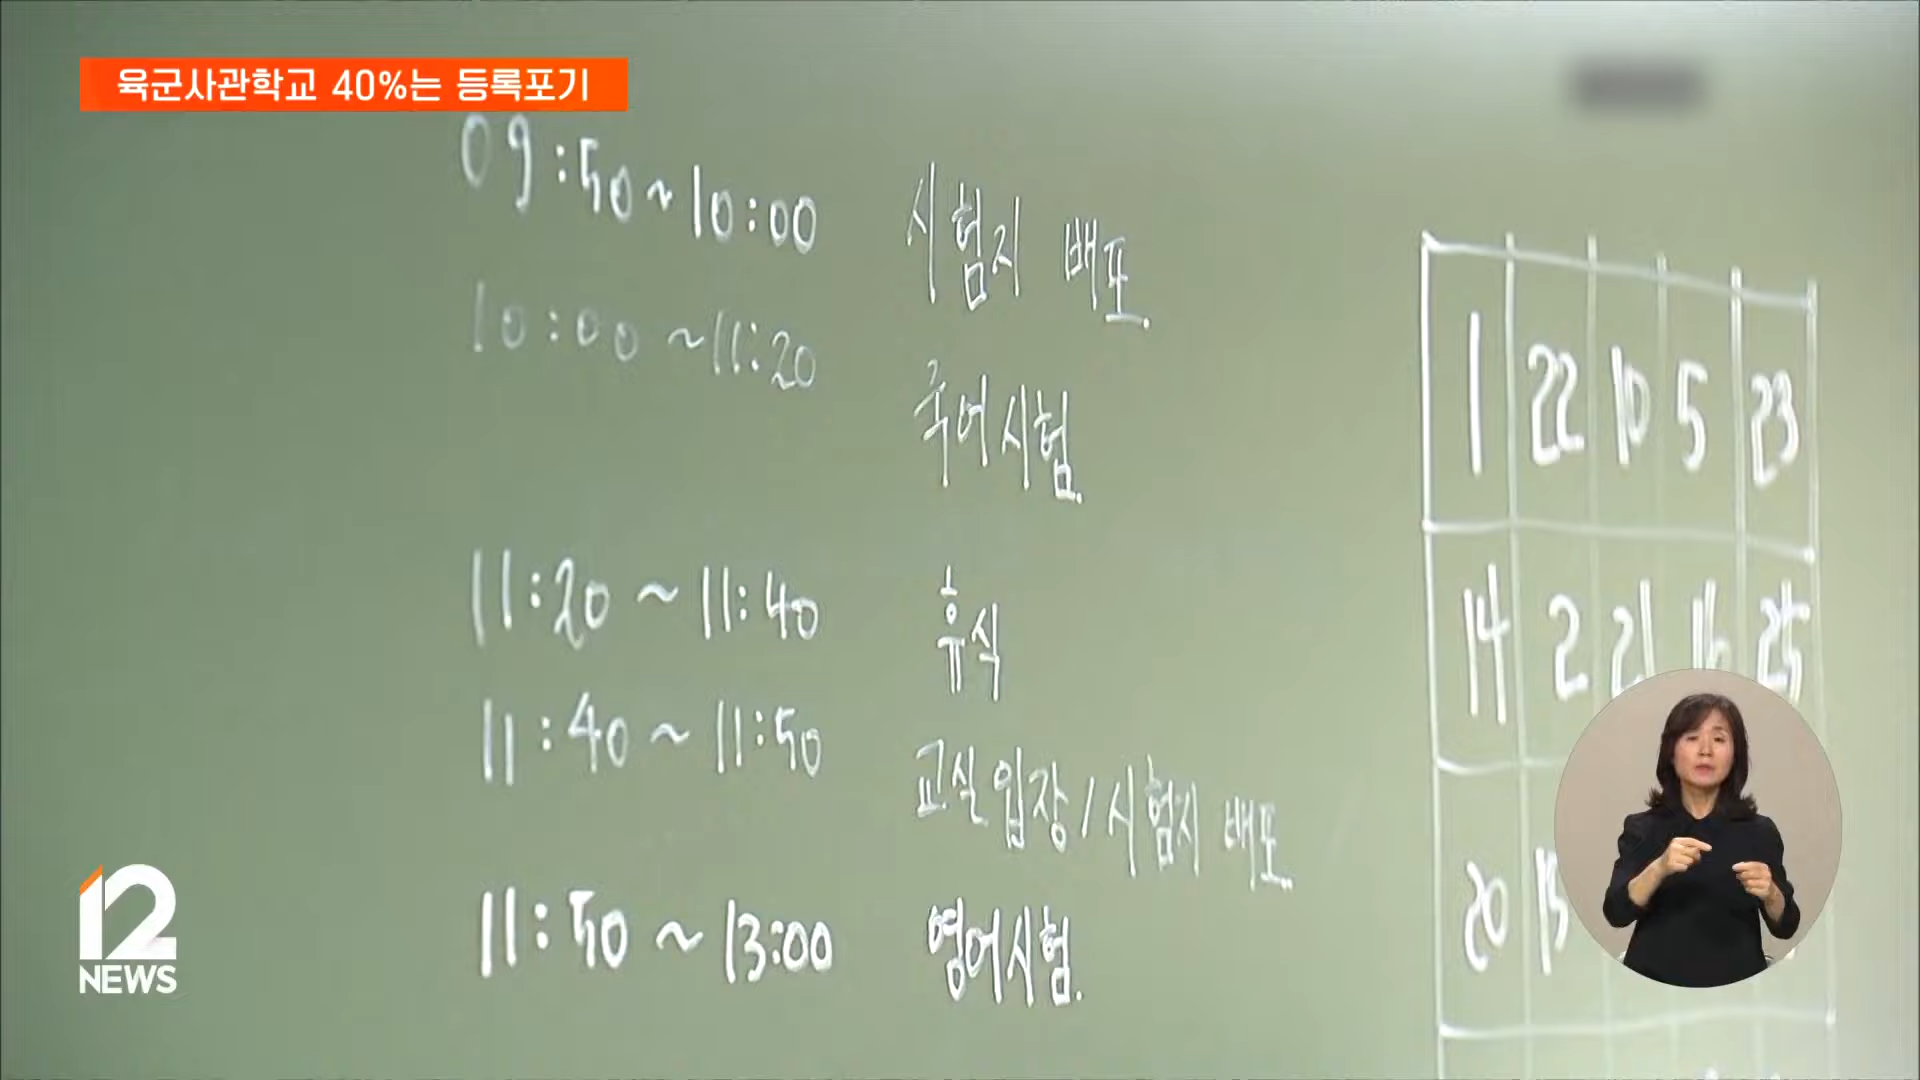 육군사관학교 40%는 등록포기
09:50~10:00 시험지 배포.
10:00~11:20 국어시험.
11:20~11:40 휴식
11:40~11:50 교실입장/시험지 배포.
11:50~13:00 영어시험.
1 22 10 5 23
14 2 21 16 25
20
12
NEWS